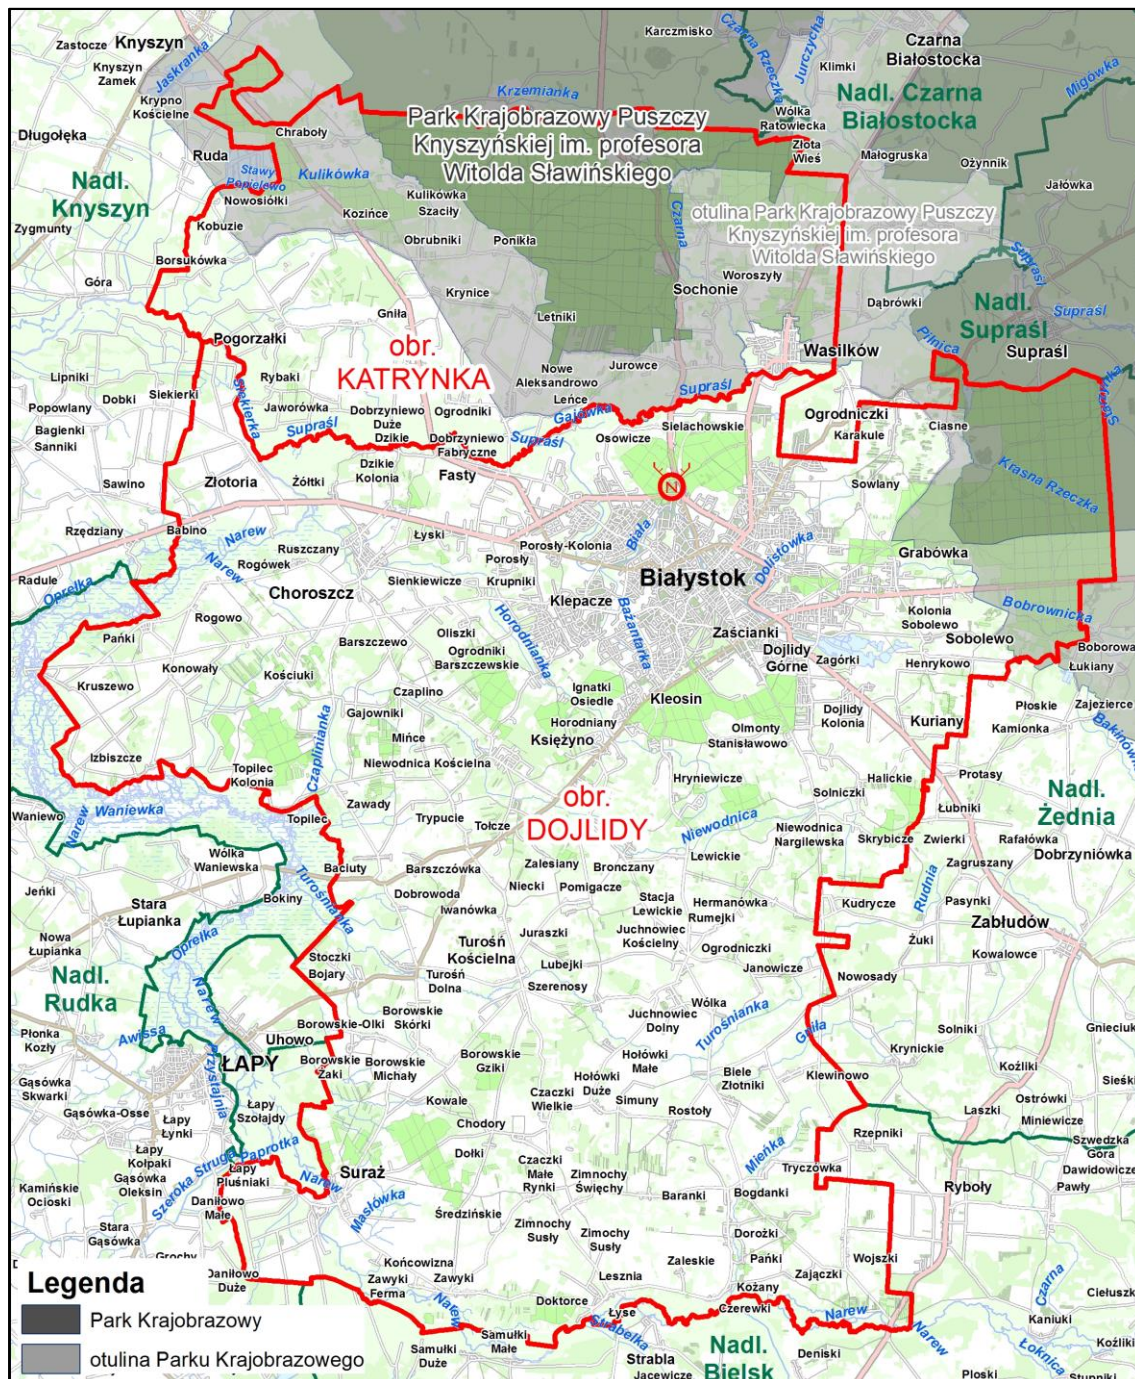 Zastocze
Knyszyn
Knyszyn
Zamek
Jaskranka
Krypno
Kościelne
Długołęka
Ruda
Chraboły
Karczmisko
Czarna Rzeczka
Jurczycha
Klimki
Czarna
Białostocka
Migówka
Krzemianka
Nadl. Czarna
Białostocka
Park Krajobrazowy Puszczy
Knyszyńskiej im. profesora
Witolda Sławińskiego
Wólka
Ratowiecka
Złota
Wieś
Małogruska
Ożynnik
Jałówka
Nadl.
Knyszyn
Stawy
Popielewo
Kulikówka
Nowosiółki
Kozińce
Kulikówka
Szaciły
Zygmunty
Kobuzie
Obrubniki
Ponikła
Czarna
otulina Park Krajobrazowy Puszczy
Knyszyńskiej im. profesora
Witolda Sławińskiego
Borsukówka
Góra
Krynice
Woroszyły
Sochonie
Supraśl
Dąbrówki
Nadl.
Supraśl
Supraśl
Gniła
Letniki
Pogorzałki
obr.
KATRYNKA
Wasilków
Pilnica
Supraśl
Lipniki
Dobki
Siekierki
Siekierka
Rybaki
Nowe
Aleksandrowo
Leńce
Jurowce
Supraśl
Popowlany
Bagienki
Sanniki
Jaworówka
Dobrzyniewo
Duże
Dzikie
Ogrodniki
Gajówka
Ogrodniczki
Supraśl
Dobrzyniewo
Fabryczne
Supraśl
Osowicze
Sielachowskie
Karakule
Ciasne
Sawino
Złotoria
Żółtki
Dzikie
Kolonia
Fasty
N
Sowlany
Krasna Rzeczka
Rzędziany
Babino
Narew
Ruszczany
Łyski
Porosły-Kolonia
Porosły
Biała
Dolistówka
Grabówka
Radule
Narew
Rogówek
Choroszcz
Sienkiewicze
Krupniki
Białystok
Oprelka
Klepacze
Bażantarka
Horodnianka
Kolonia
Sobolewo
Bobrownicka
Rogowo
Pańki
Barszczewo
Oliszki
Ogrodniki
Barszczewskie
Zaścianki
Dojlidy
Górne
Zagórki
Sobolewo
Henrykowo
Boborowa
Łukiany
Konowały
Kościuki
Kruszewo
Czaplino
Ignatki
Osiedle
Kleosin
Gajowniki
Horodniany
Dojlidy
Kolonia
Kuriany
Płoskie
Zajezierce
Kamionka
Mińce
Księżyno
Olmonty
Stanisławowo
Izbiszcze
Czaplinianka
Niewodnica Kościelna
Topilec
Kolonia
Hryniewicze
Halickie
Protasy
Solniczki
Waniewo
Narew
Waniewka
Topilec
Zawady
Trypucie
Tołcze
obr.
DOJLIDY
Niewodnica
Łubniki
Nadl.
Żednia
Niewodnica
Nargilewska
Skrybicze
Zwierki
Rafałówka
Wólka
Waniewska
Zalesiany
Bronczany
Lewickie
Zagruszany
Dobrzyniówka
Jeńki
Baciuty
Barszczówka
Stara
Łupianka
Bokiny
Turośnianka
Dobrowoda
Niecki
Pomigacze
Stacja
Lewickie
Hermanówka
Rumejki
Kudrycze
Rudnia
Pasynki
Iwanówka
Zabłudów
Nowa
Łupianka
Oprelka
Turośń
Kościelna
Juraszki
Juchnowiec
Kościelny
Ogrodniczki
Żuki
Kowalowce
Stoczki
Bojary
Turośń
Dolna
Lubejki
Janowicze
Nadl.
Rudka
Narew
Szerenosy
Nowosady
Borowskie
Skórki
Wólka
Juchnowiec
Dolny
Turośnianka
Płonka
Kozły
Awissa
Borowskie-Olki
Uhowo
Gniła
Solniki
Gnieciuki
Krynickie
ŁAPY
Borowskie
Żaki
Borowskie
Michały
Borowskie
Gziki
Hołówki
Małe
Hołówki
Duże
Biele
Złotniki
Klewinowo
Koźliki
Gąsówka
Skwarki
Przystajnia
Czaczki
Wielkie
Simuny
Sieśki
Gąsówka-Osse
Łapy
Szołajdy
Kowale
Rostoły
Laszki
Ostrówki
Łapy
Łynki
Chodory
Rzepniki
Miniewicze
Szwedzka
Góra
Łapy
Kołpaki
Paprotka
Szeroka Struga
Dołki
Mieńka
Gąsówka
Oleksin
Łapy
Pluśniaki
Narew
Suraż
Czaczki
Małe
Rynki
Zimnochy
Święchy
Tryczówka
Dawidowicze
Pawły
Kamińskie
Ocioski
Daniłowo
Małe
Masłówka
Średzińskie
Baranki
Bogdanki
Ryboły
Stara
Gąsówka
Zimnochy
Susły
Zimochy
Susły
Dorożki
Grochy
Końcowizna
Zaleskie
Pańki
Wojszki
Daniłowo
Duże
Zawyki
Ferma
Zawyki
Lesznia
Zajączki
Czarna
Ciełuszki
Kożany
Legenda
Park Krajobrazowy
otulina Parku Krajobrazowego
Narew
Doktorce
Łyse
Czerewki
Narew
Kaniuki
Samułki
Małe
Strabelka
Narew
Koźliki
Samułki
Duże
Strabla
Jacewicze
Nadl.
Bielsk
Deniski
Łoknica
Ploski
Stupniki